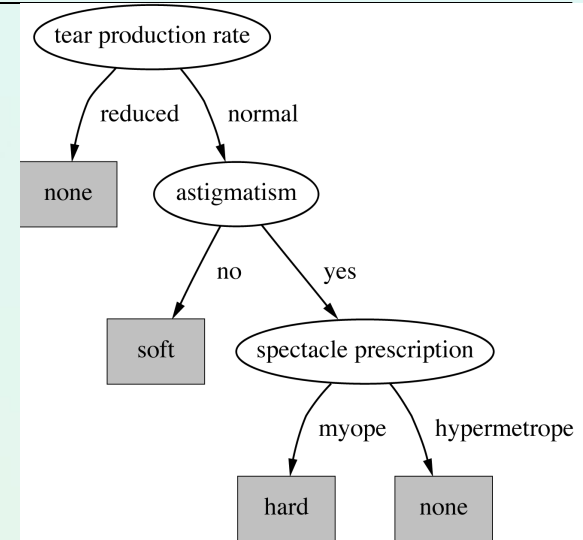 tear production rate
reduced
normal
none
astigmatism
no
yes
soft
spectacle prescription
myope
hypermetrope
hard
none